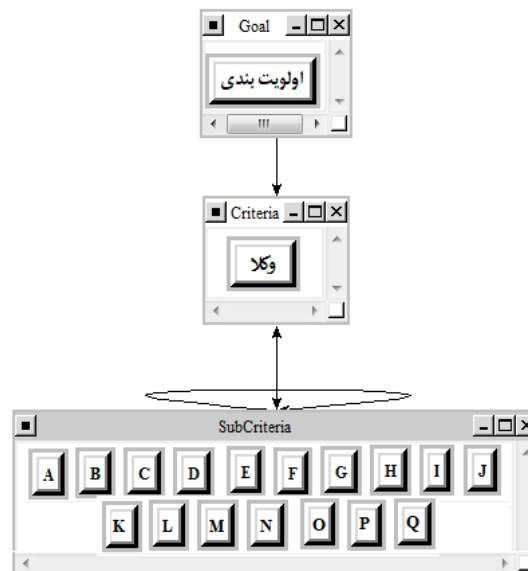 Goal
اولویت بندی
Criteria
وکلا
SubCriteria
A B C D E F G H I J
K L M N O P Q